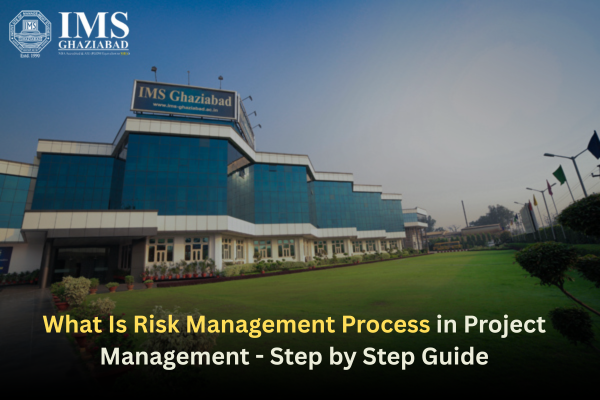 IMS
GHAZIABAD
Estd. 1990
IMS Ghaziabad
www.ims-ghaziabad.ac.in
What Is Risk Management Process in Project
Management - Step by Step Guide